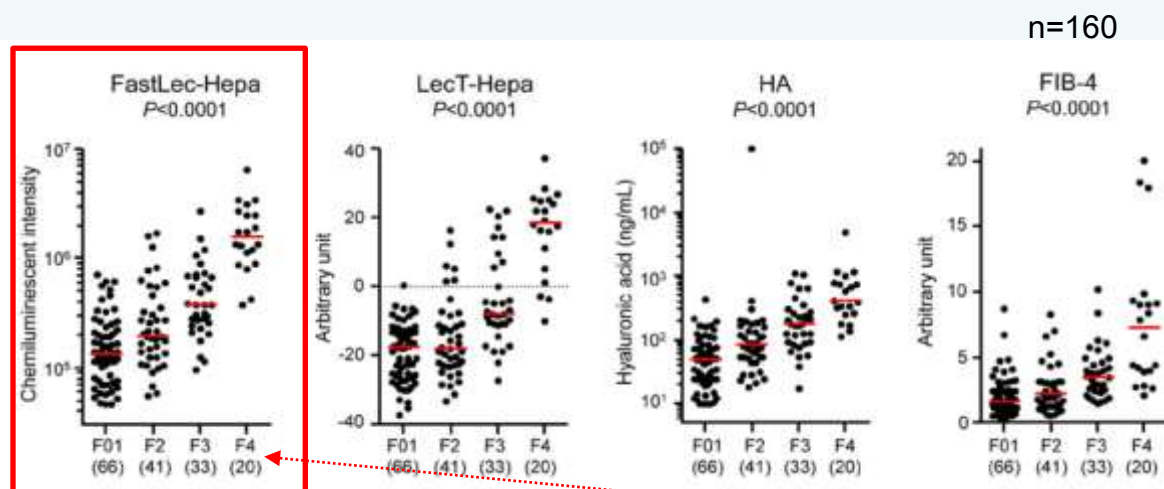 n=160
FastLec-Hepa
P<0.0001
Chemiluminescent intensity
10⁷
10⁶
10⁵
F01 F2 F3 F4
(66) (41) (33) (20)
LecT-Hepa
P<0.0001
Arbitrary unit
40
20
0
-20
-40
F01 F2 F3 F4
(66) (41) (33) (20)
HA
P<0.0001
Hyaluronic acid (ng/mL)
10⁵
10⁴
10³
10²
10¹
F01 F2 F3 F4
(66) (41) (33) (20)
FIB-4
P<0.0001
Arbitrary unit
20
15
10
5
0
F01 F2 F3 F4
(66) (41) (33) (20)